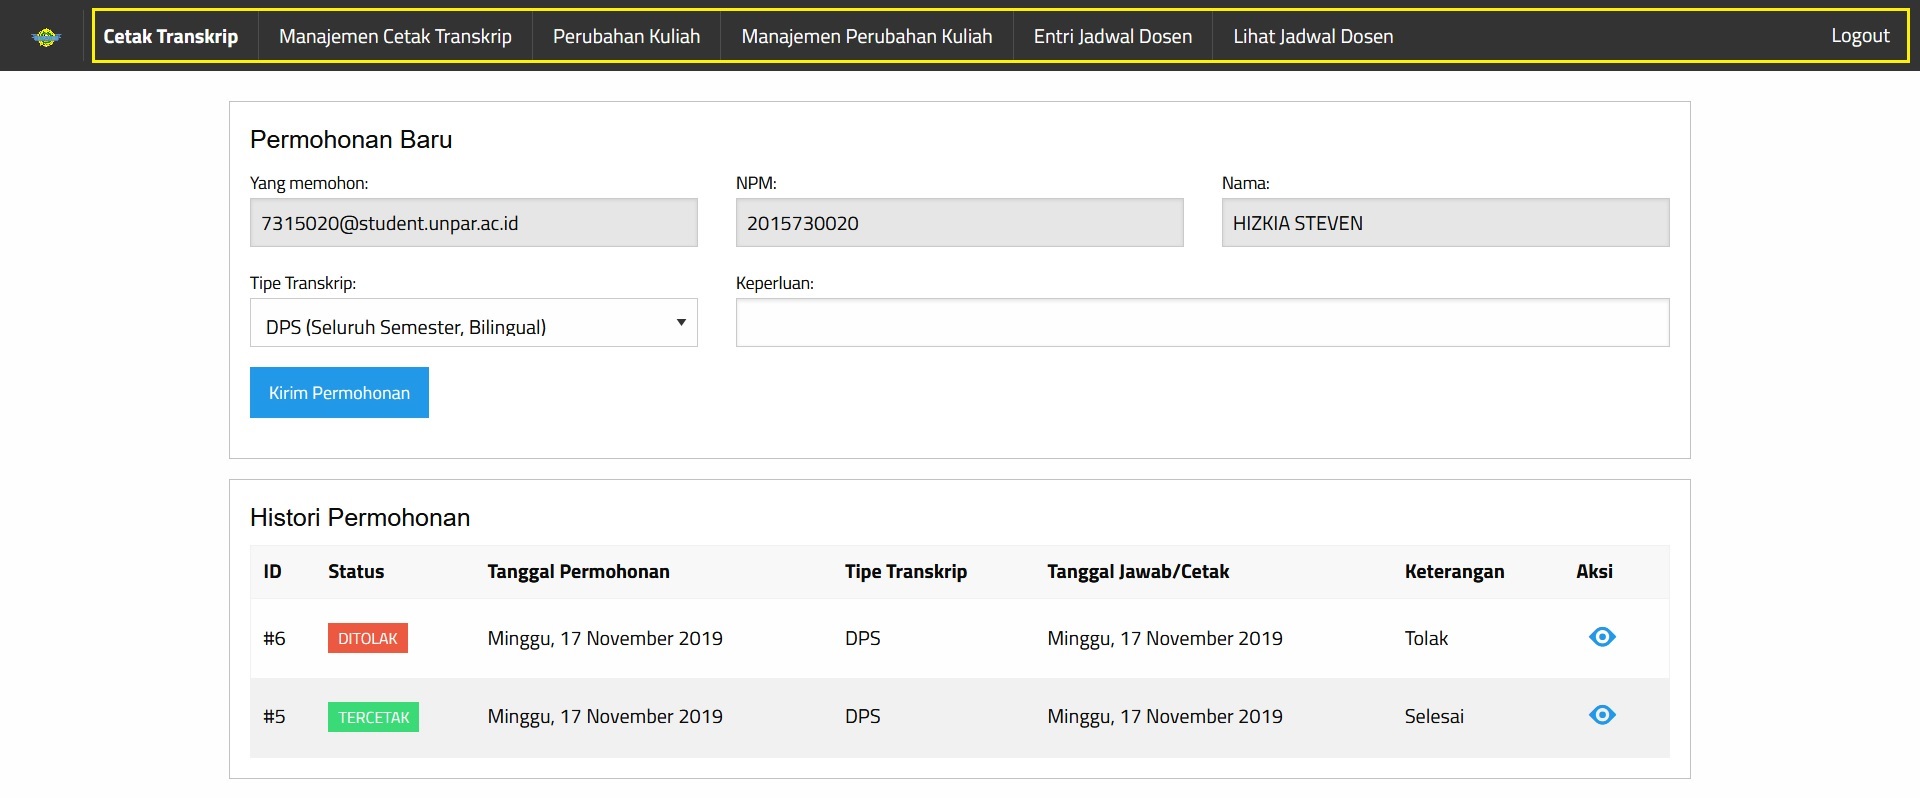 Cetak Transkrip Manajemen Cetak Transkrip Perubahan Kuliah Manajemen Perubahan Kuliah Entri Jadwal Dosen Lihat Jadwal Dosen Logout
Permohonan Baru
Yang memohon: NPM: Nama:
7315020@student.unpar.ac.id 2015730020 HIZKIA STEVEN
Tipe Transkrip: Keperluan:
DPS (Seluruh Semester, Bilingual)
Kirim Permohonan
Histori Permohonan
ID Status Tanggal Permohonan Tipe Transkrip Tanggal Jawab/Cetak Keterangan Aksi
#6 DITOLAK Minggu, 17 November 2019 DPS Minggu, 17 November 2019 Tolak
#5 TERCETAK Minggu, 17 November 2019 DPS Minggu, 17 November 2019 Selesai